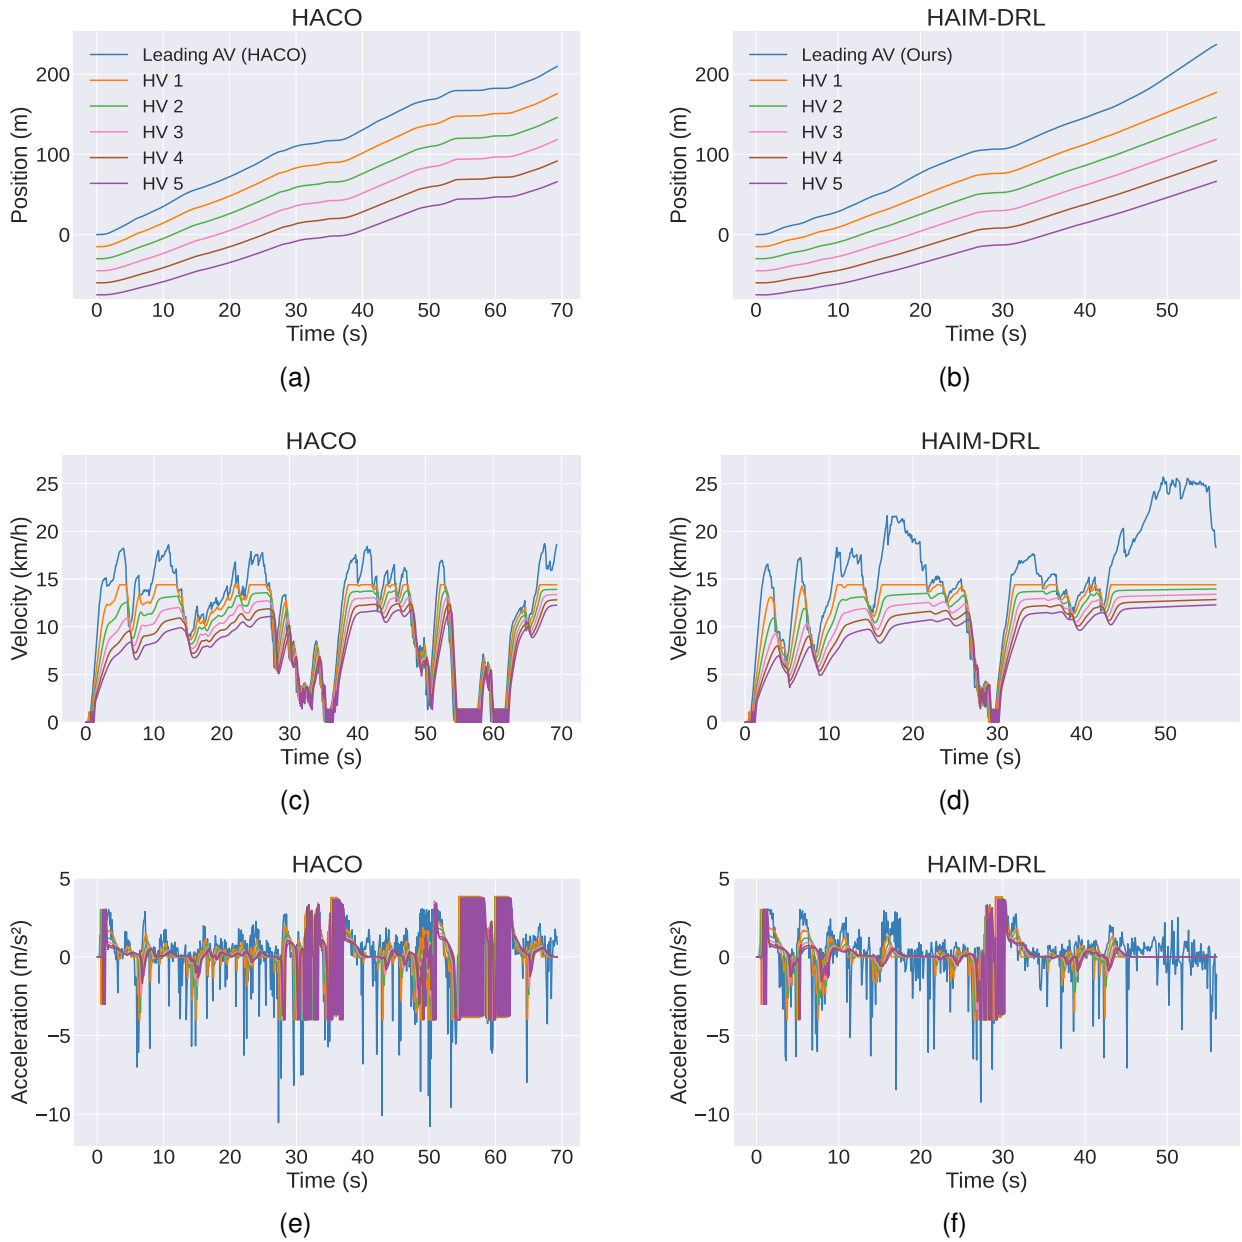 HACO
Position (m)
200
100
0
Leading AV (HACO)
HV 1
HV 2
HV 3
HV 4
HV 5
0 10 20 30 40 50 60 70
Time (s)
(a)
HAIM-DRL
Position (m)
200
100
0
Leading AV (Ours)
HV 1
HV 2
HV 3
HV 4
HV 5
0 10 20 30 40 50
Time (s)
(b)
HACO
Velocity (km/h)
25
20
15
10
5
0
0 10 20 30 40 50 60 70
Time (s)
(c)
HAIM-DRL
Velocity (km/h)
25
20
15
10
5
0
0 10 20 30 40 50
Time (s)
(d)
HACO
Acceleration (m/s²)
5
0
−5
−10
0 10 20 30 40 50 60 70
Time (s)
(e)
HAIM-DRL
Acceleration (m/s²)
5
0
−5
−10
0 10 20 30 40 50
Time (s)
(f)